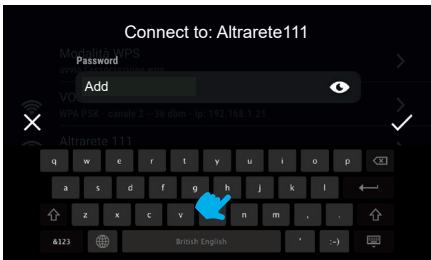 Connect to: Altrarete111
Modalità WPS
Password
Add
VO
WPA PSK - canale 2 - -36 dbm - ip: 192.168.1.21
Altrarete 111
q w e r t y u i o p
a s d f g h j k l
z x c v n m , .
&123 British English ' :-)